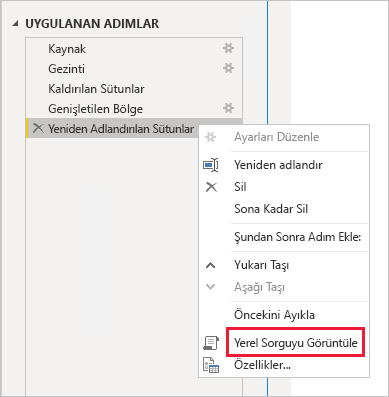 UYGULANAN ADIMLAR
Kaynak
Gezinti
Kaldırılan Sütunlar
Genişletilen Bölge
Yeniden Adlandırılan Sütunlar
Ayarları Düzenle
Yeniden adlandır
Sil
Sona Kadar Sil
Şundan Sonra Adım Ekle:
Yukarı Taşı
Aşağı Taşı
Öncekini Ayıkla
Yerel Sorguyu Görüntüle
Özellikler...